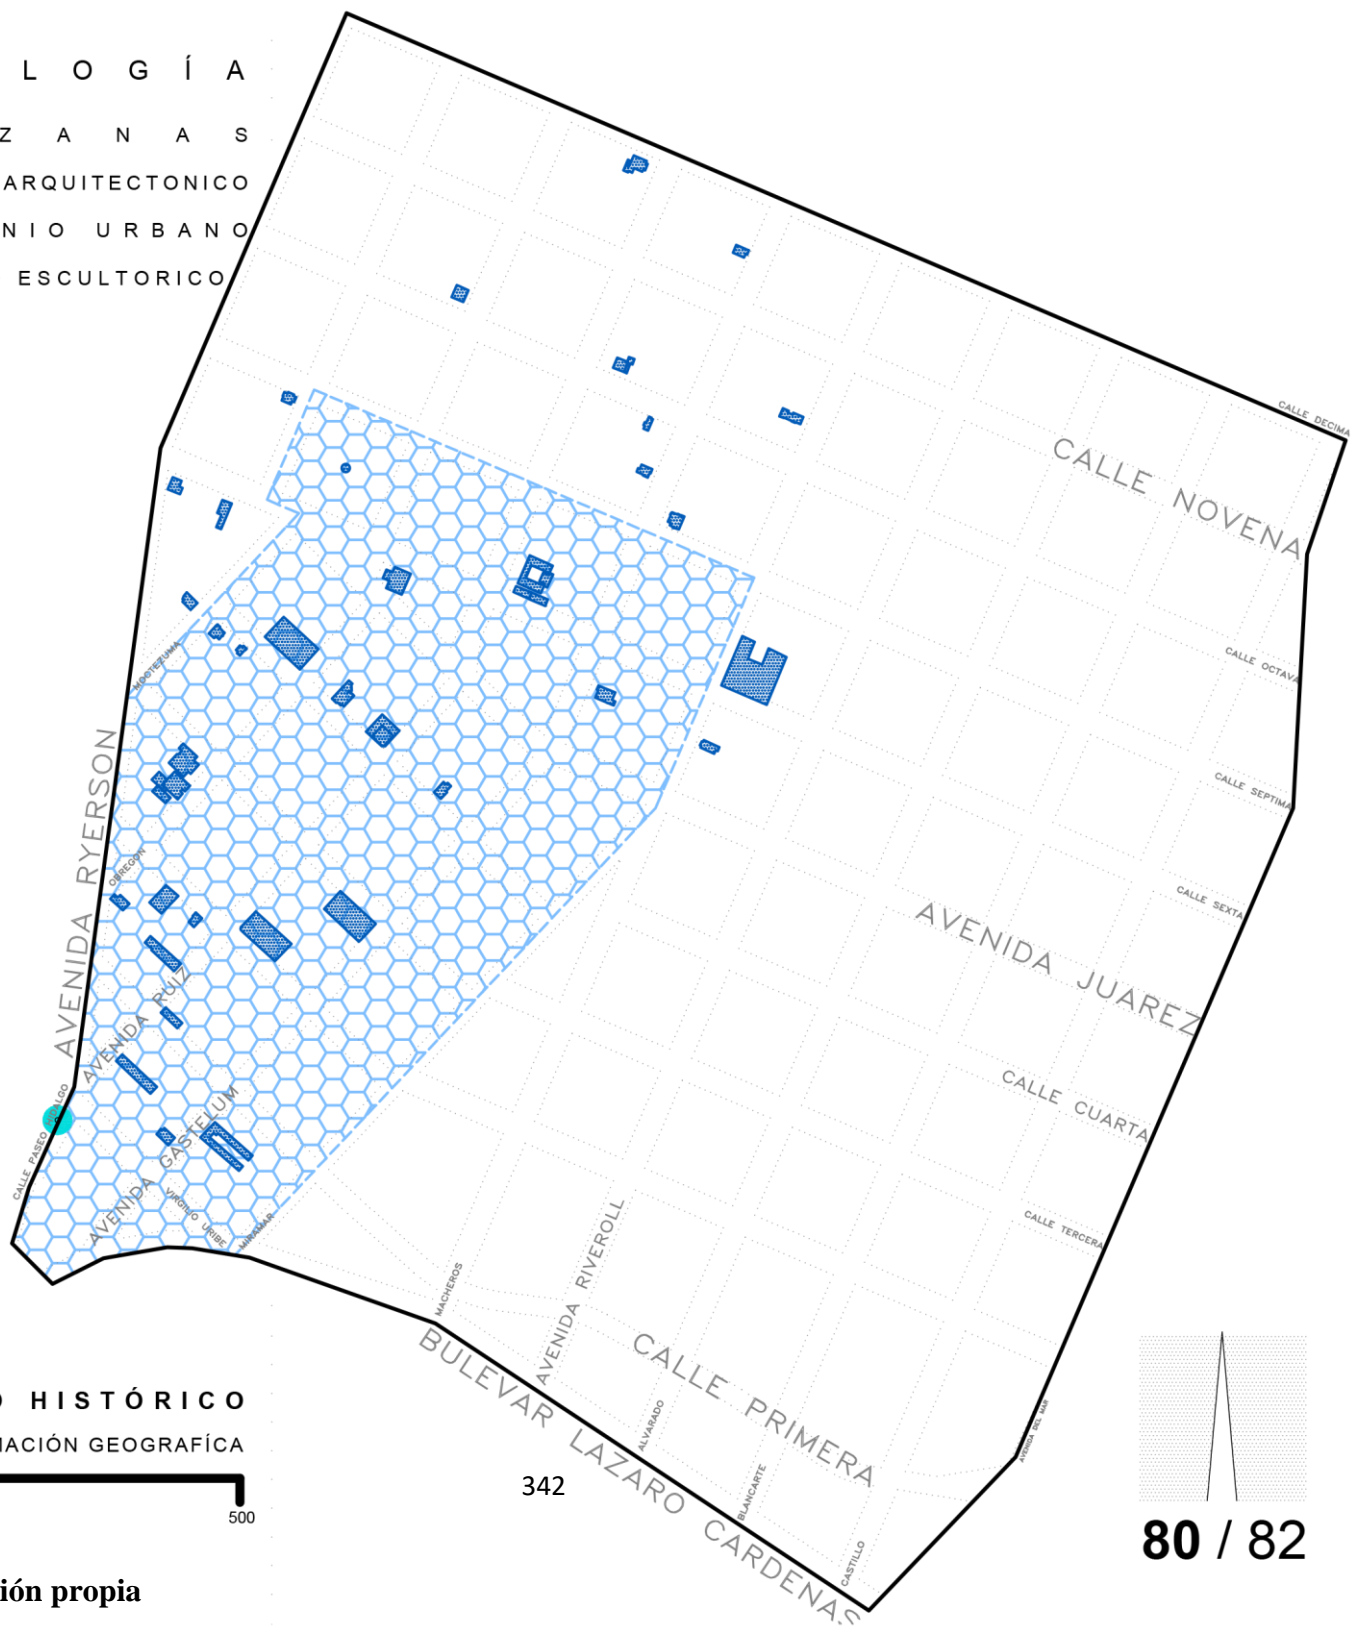 L O G Í A
Z A N A S
ARQUITECTONICO
N I O  U R B A N O
ESCULTORICO
CALLE DECIMA
CALLE NOVENA
CALLE OCTAVA
MOCTEZUMA
CALLE SEPTIMA
AVENIDA RYERSON
OBREGON
CALLE SEXTA
AVENIDA JUAREZ
AVENIDA RUIZ
CALLE CUARTA
CALLE PASEO HIDALGO
AVENIDA GASTELUM
VIRGILIO URIBE
MIRAMAR
CALLE TERCERA
MACHEROS
AVENIDA RIVEROLL
CALLE PRIMERA
BULEVAR LAZARO CARDENAS
ALVARADO
BLANCARTE
CASTILLO
AVENIDA DEL MAR
O HISTÓRICO
MACIÓN GEOGRAFÍCA
500
342
80 / 82
ión propia